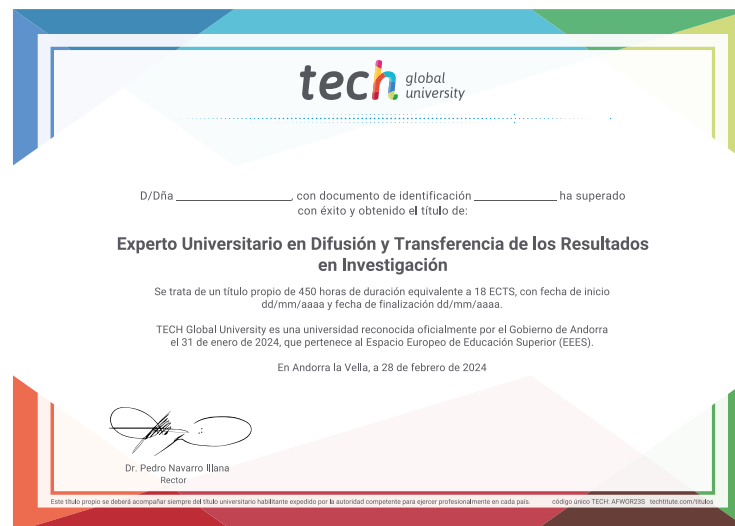 tech global university
D/Dña ____________, con documento de identificación ____________ ha superado
con éxito y obtenido el título de:
Experto Universitario en Difusión y Transferencia de los Resultados
en Investigación
Se trata de un título propio de 450 horas de duración equivalente a 18 ECTS, con fecha de inicio
dd/mm/aaaa y fecha de finalización dd/mm/aaaa.
TECH Global University es una universidad reconocida oficialmente por el Gobierno de Andorra
el 31 de enero de 2024, que pertenece al Espacio Europeo de Educación Superior (EEES).
En Andorra la Vella, a 28 de febrero de 2024
Dr. Pedro Navarro Illana
Rector
Este título propio se deberá acompañar siempre del título universitario habilitante expedido por la autoridad competente para ejercer profesionalmente en cada país. código único TECH: AFWOR23S techtitute.com/titulos